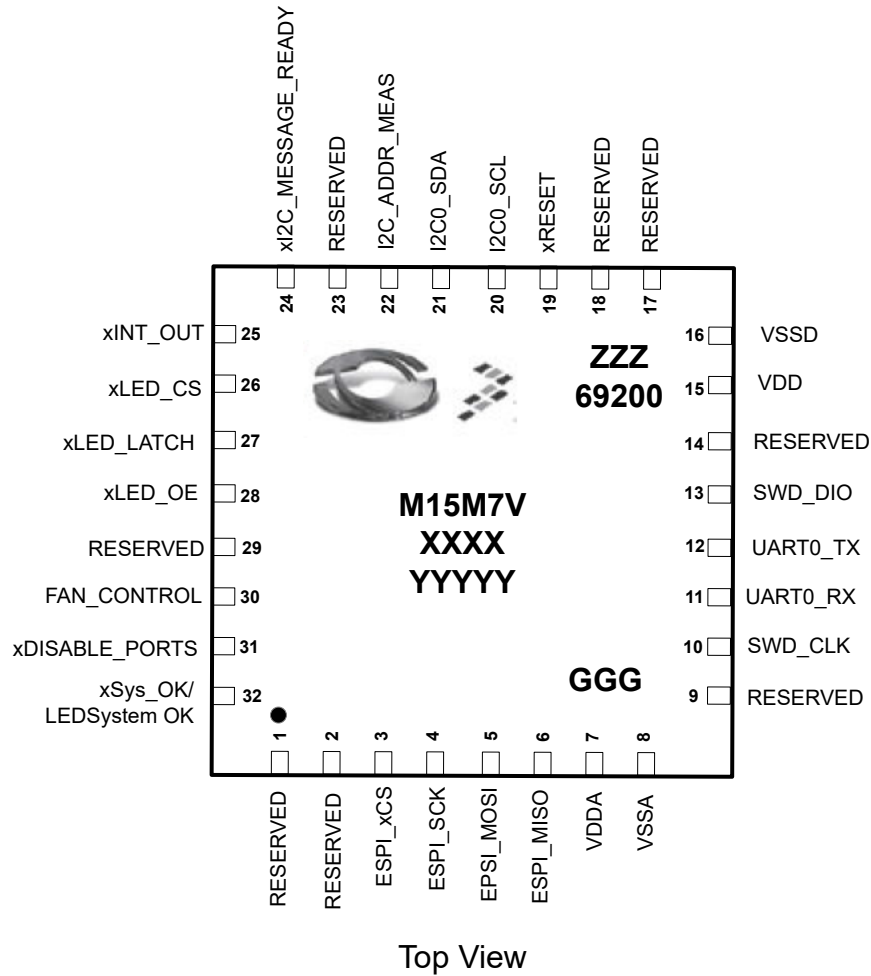 xI2C_MESSAGE_READY
RESERVED
I2C_ADDR_MEAS
I2C0_SDA
I2C0_SCL
xRESET
RESERVED
RESERVED
24
23
22
21
20
19
18
17
xINT_OUT 25
xLED_CS 26
xLED_LATCH 27
xLED_OE 28
RESERVED 29
FAN_CONTROL 30
xDISABLE_PORTS 31
xSys_OK/ 32
LEDSystem OK
ZZZ
69200
M15M7V
XXXX
YYYYY
GGG
16 VSSD
15 VDD
14 RESERVED
13 SWD_DIO
12 UART0_TX
11 UART0_RX
10 SWD_CLK
9 RESERVED
1
2
3
4
5
6
7
8
RESERVED
RESERVED
ESPI_xCS
ESPI_SCK
EPSI_MOSI
ESPI_MISO
VDDA
VSSA
Top View